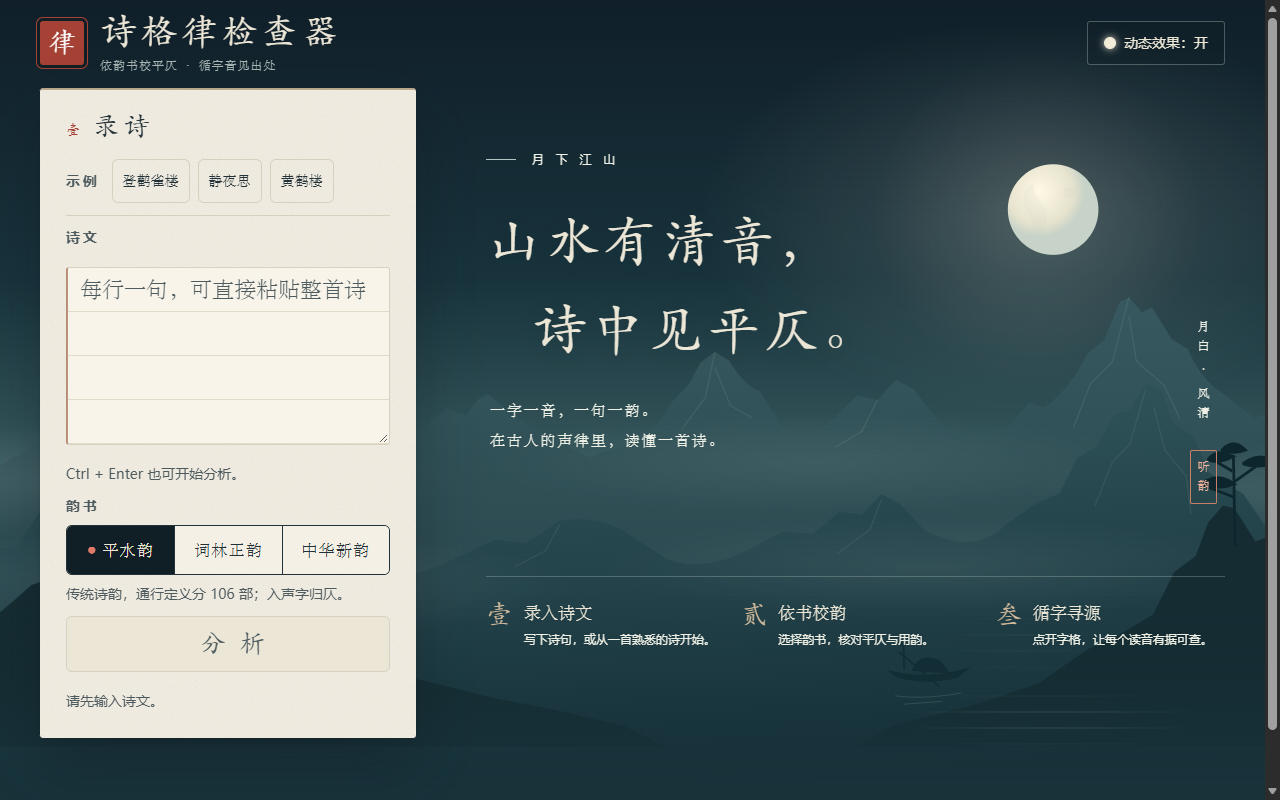 律
诗格律检查器
依韵书校平仄 · 循字音见出处
动态效果：开
壹 录诗
示例 登鹳雀楼 静夜思 黄鹤楼
诗文
每行一句，可直接粘贴整首诗
Ctrl + Enter 也可开始分析。
韵书
平水韵 词林正韵 中华新韵
传统诗韵，通行定义分 106 部；入声字归仄。
分析
请先输入诗文。
月下江山
山水有清音，
诗中见平仄。
一字一音，一句一韵。
在古人的声律里，读懂一首诗。
月白·风清
听韵
壹 录入诗文
写下诗句，或从一首熟悉的诗开始。
贰 依书校韵
选择韵书，核对平仄与用韵。
叁 循字寻源
点开字格，让每个读音有据可查。